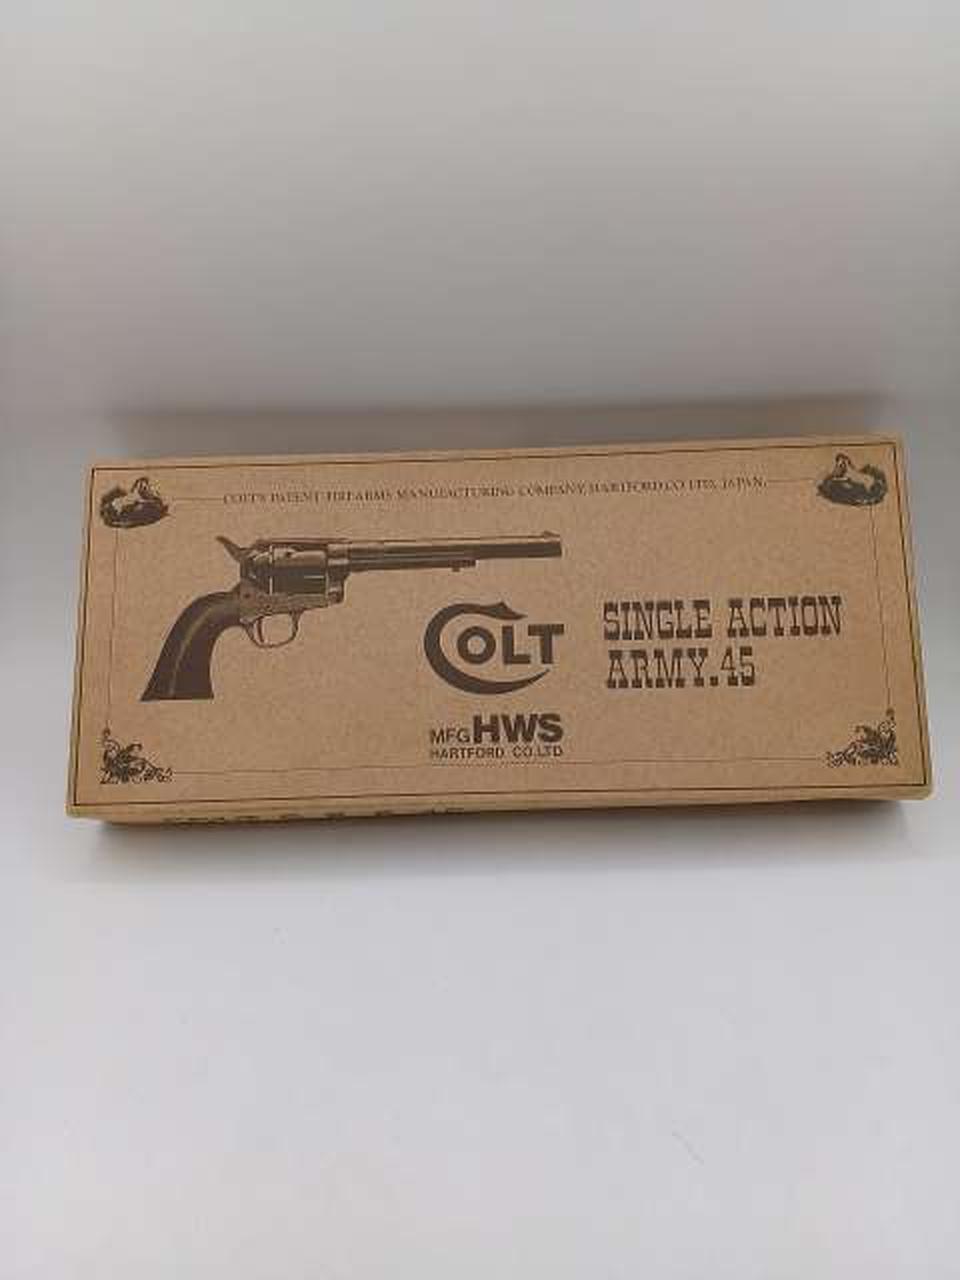 COLT'S PATENT FIREARMS MANUFACTURING COMPANY, HARTFORD.CO.LTD. JAPAN.
COLT
SINGLE ACTION
ARMY.45
MFG HWS
HARTFORD CO.LTD